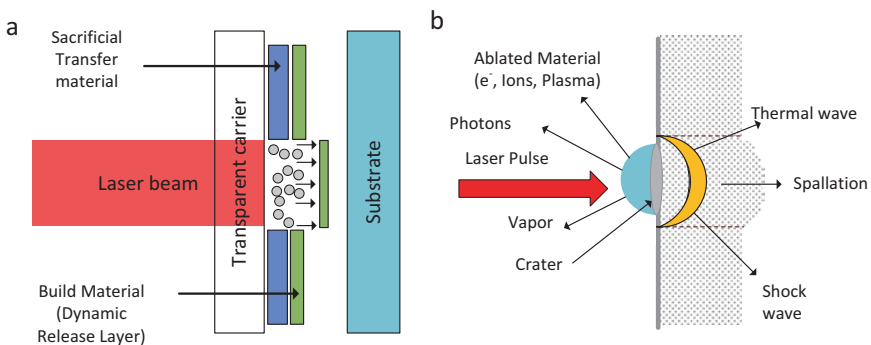 a
Sacrificial
Transfer
material
Laser beam
Transparent carrier
Substrate
Build Material
(Dynamic
Release Layer)
b
Ablated Material
(e⁻, Ions, Plasma)
Photons
Laser Pulse
Vapor
Crater
Thermal wave
Spallation
Shock
wave